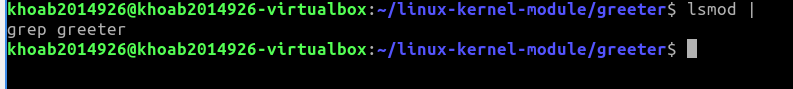 khoab2014926@khoab2014926-virtualbox:~/linux-kernel-module/greeter$ lsmod |
grep greeter
khoab2014926@khoab2014926-virtualbox:~/linux-kernel-module/greeter$